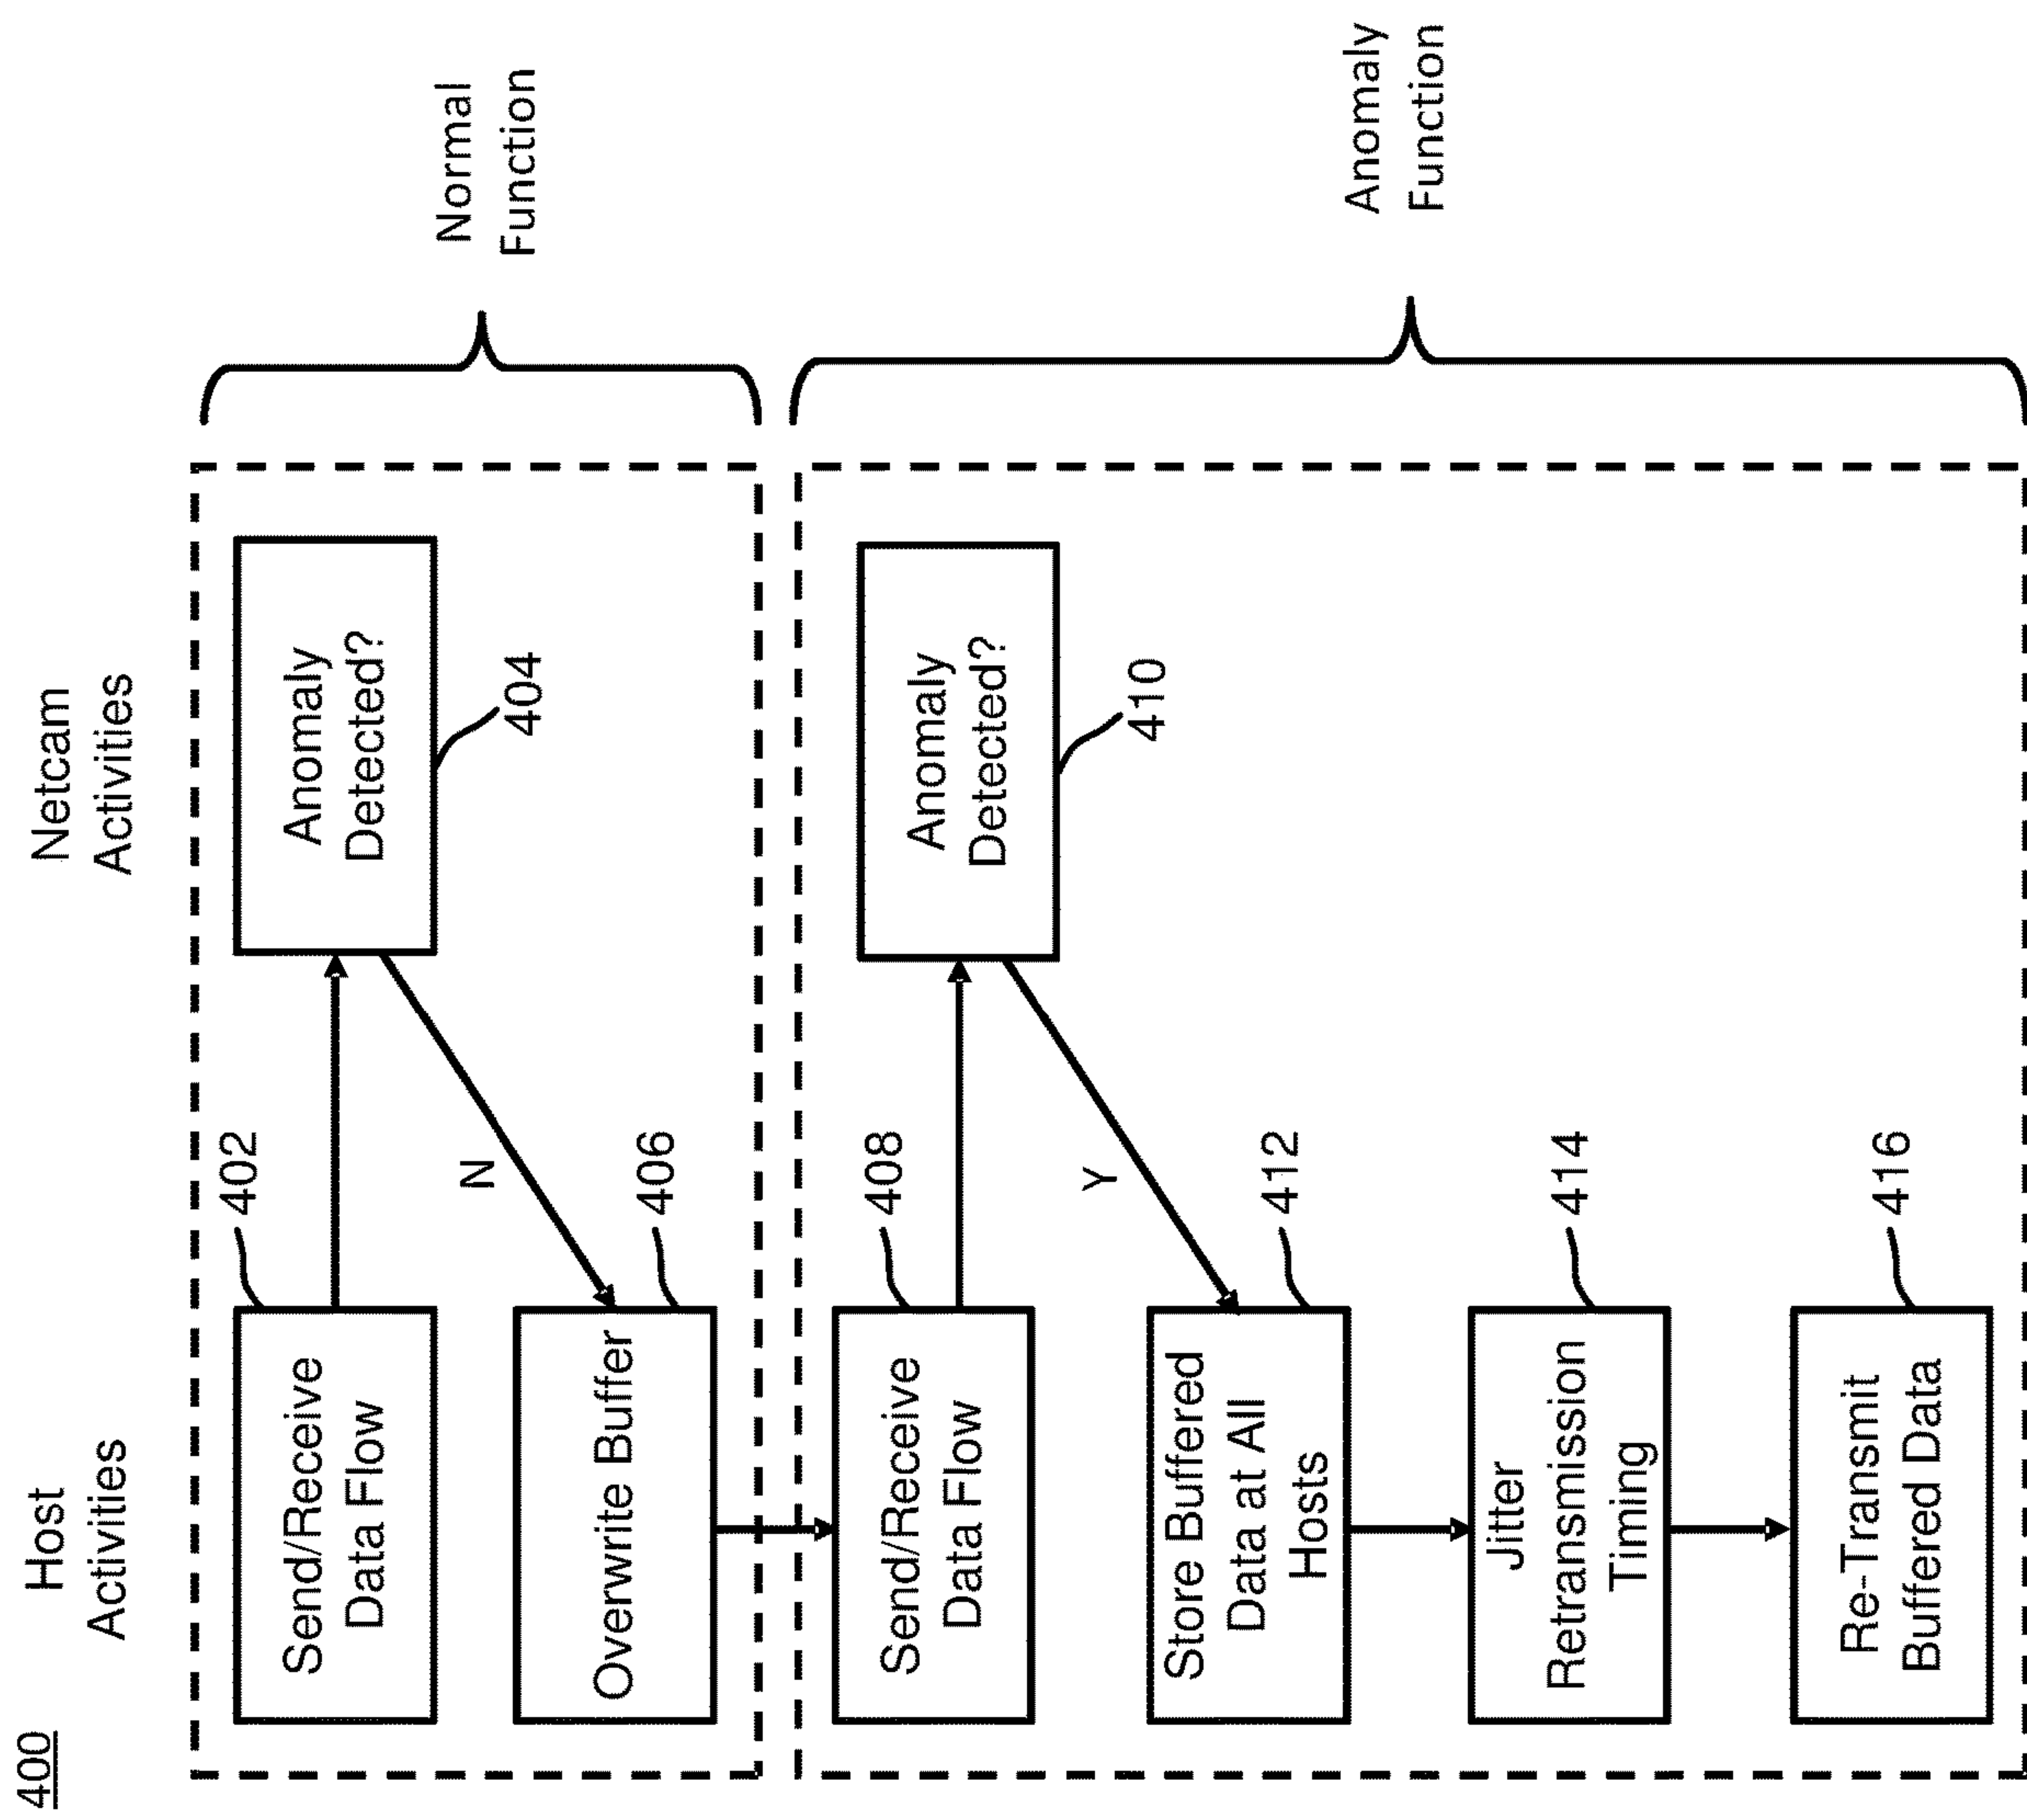 400
Host
Activities
Netcam
Activities
Send/Receive
Data Flow
402
Anomaly
Detected?
404
N
Overwrite Buffer
406
Normal
Function
Send/Receive
Data Flow
408
Anomaly
Detected?
410
Y
Store Buffered
Data at All
Hosts
412
Jitter
Retransmission
Timing
414
Re-Transmit
Buffered Data
416
Anomaly
Function